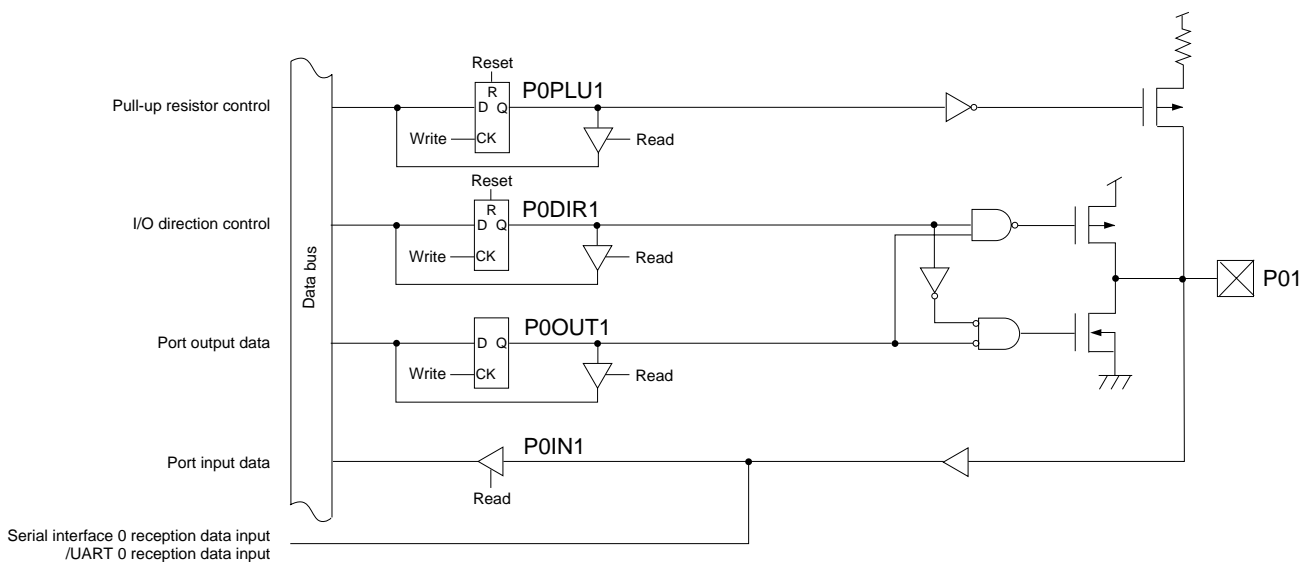 Reset
Pull-up resistor control
R
P0PLU1
D Q
Write
CK
Read
Reset
I/O direction control
R
P0DIR1
D Q
Write
CK
Read
Data bus
P01
Port output data
P0OUT1
D Q
Write
CK
Read
Port input data
P0IN1
Read
Serial interface 0 reception data input
/UART 0 reception data input